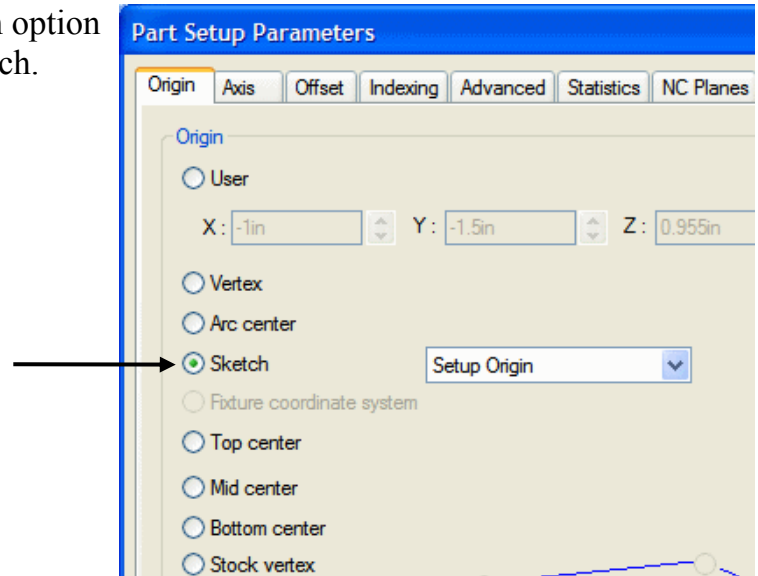 option
ch.
Part Setup Parameters
Origin Axis Offset Indexing Advanced Statistics NC Planes
Origin
User
X : -1in Y : -1.5in Z : 0.955in
Vertex
Arc center
Sketch Setup Origin
Fixture coordinate system
Top center
Mid center
Bottom center
Stock vertex